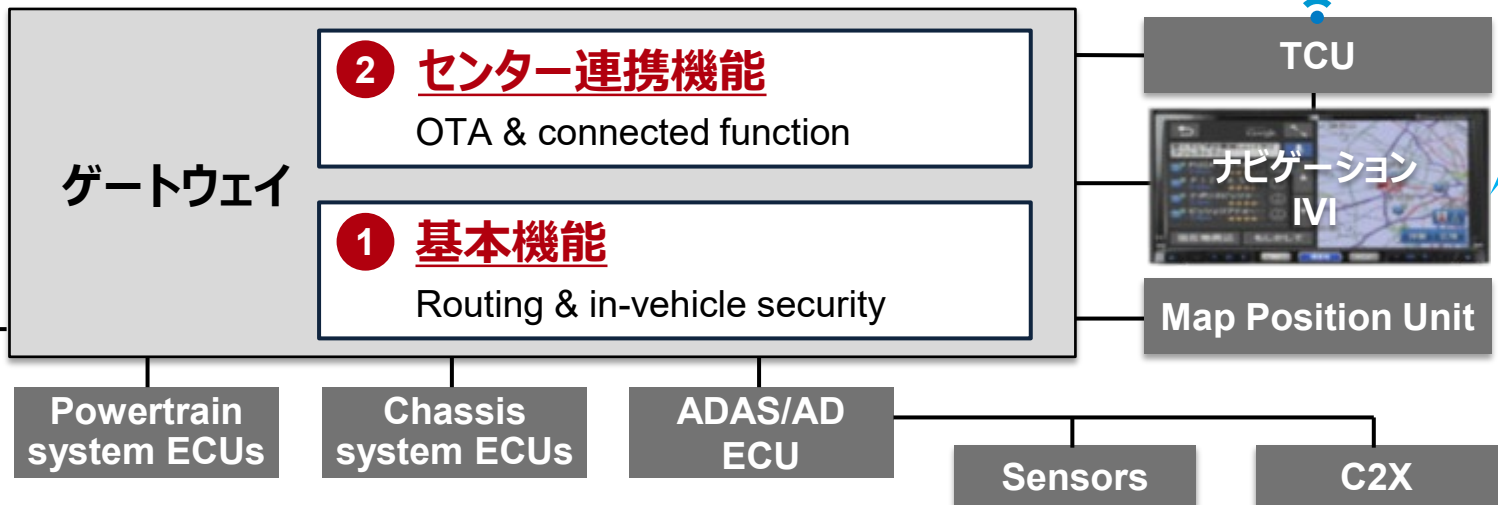 2 センター連携機能
OTA & connected function
ゲートウェイ
1 基本機能
Routing & in-vehicle security
TCU
ナビゲーション
IVI
Map Position Unit
Powertrain
system ECUs
Chassis
system ECUs
ADAS/AD
ECU
Sensors
C2X